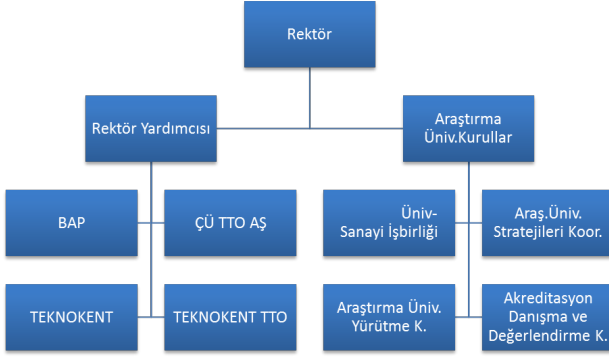 Rektör
Rektör Yardımcısı
Araştırma
Üniv.Kurullar
BAP
ÇÜ TTO AŞ
Üniv-
Sanayi İşbirliği
Araş.Üniv.
Stratejileri Koor.
TEKNOKENT
TEKNOKENT TTO
Araştırma Üniv.
Yürütme K.
Akreditasyon
Danışma ve
Değerlendirme K.